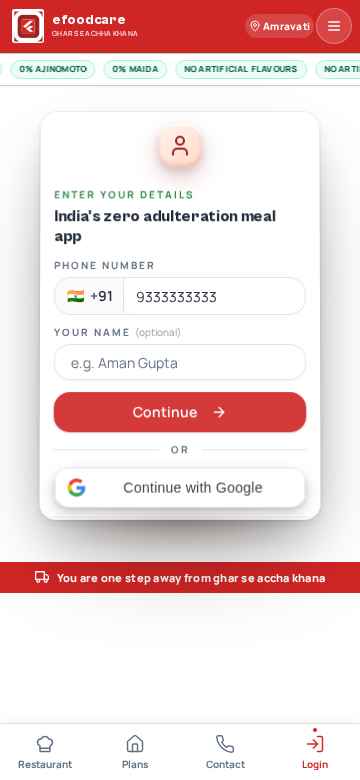 efoodcare
GHAR SE ACHHA KHANA
Amravati
0% AJINOMOTO
0% MAIDA
NO ARTIFICIAL FLAVOURS
NO ARTI
ENTER YOUR DETAILS
India's zero adulteration meal
app
PHONE NUMBER
+91 9333333333
YOUR NAME (optional)
e.g. Aman Gupta
Continue →
OR
Continue with Google
You are one step away from ghar se accha khana
Restaurant
Plans
Contact
Login